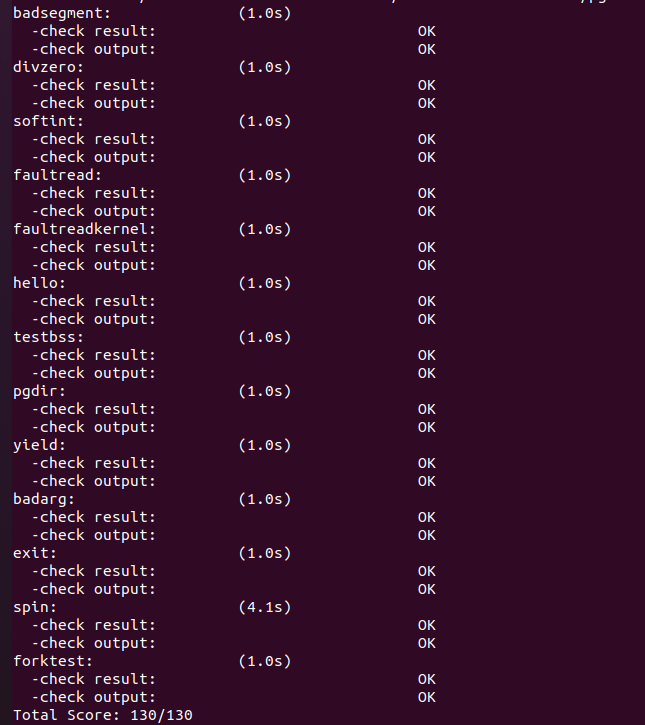 badsegment: (1.0s)
-check result: OK
-check output: OK
divzero: (1.0s)
-check result: OK
-check output: OK
softint: (1.0s)
-check result: OK
-check output: OK
faultread: (1.0s)
-check result: OK
-check output: OK
faultreadkernel: (1.0s)
-check result: OK
-check output: OK
hello: (1.0s)
-check result: OK
-check output: OK
testbss: (1.0s)
-check result: OK
-check output: OK
pgdir: (1.0s)
-check result: OK
-check output: OK
yield: (1.0s)
-check result: OK
-check output: OK
badarg: (1.0s)
-check result: OK
-check output: OK
exit: (1.0s)
-check result: OK
-check output: OK
spin: (4.1s)
-check result: OK
-check output: OK
forktest: (1.0s)
-check result: OK
-check output: OK
Total Score: 130/130